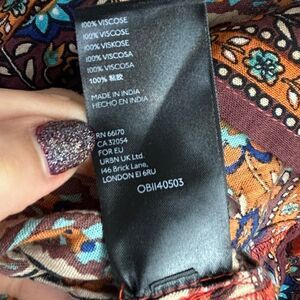 100% VISCOSE
100% VISCOSE
100% VISKOSE
100% VISCOSA
100% VISCOSA
100% 粘胶
MADE IN INDIA
HECHO EN INDIA
RN 66170
CA 32054
FOR EU
URBN UK Ltd.
146 Brick Lane,
LONDON E1 6RU
OB1140503